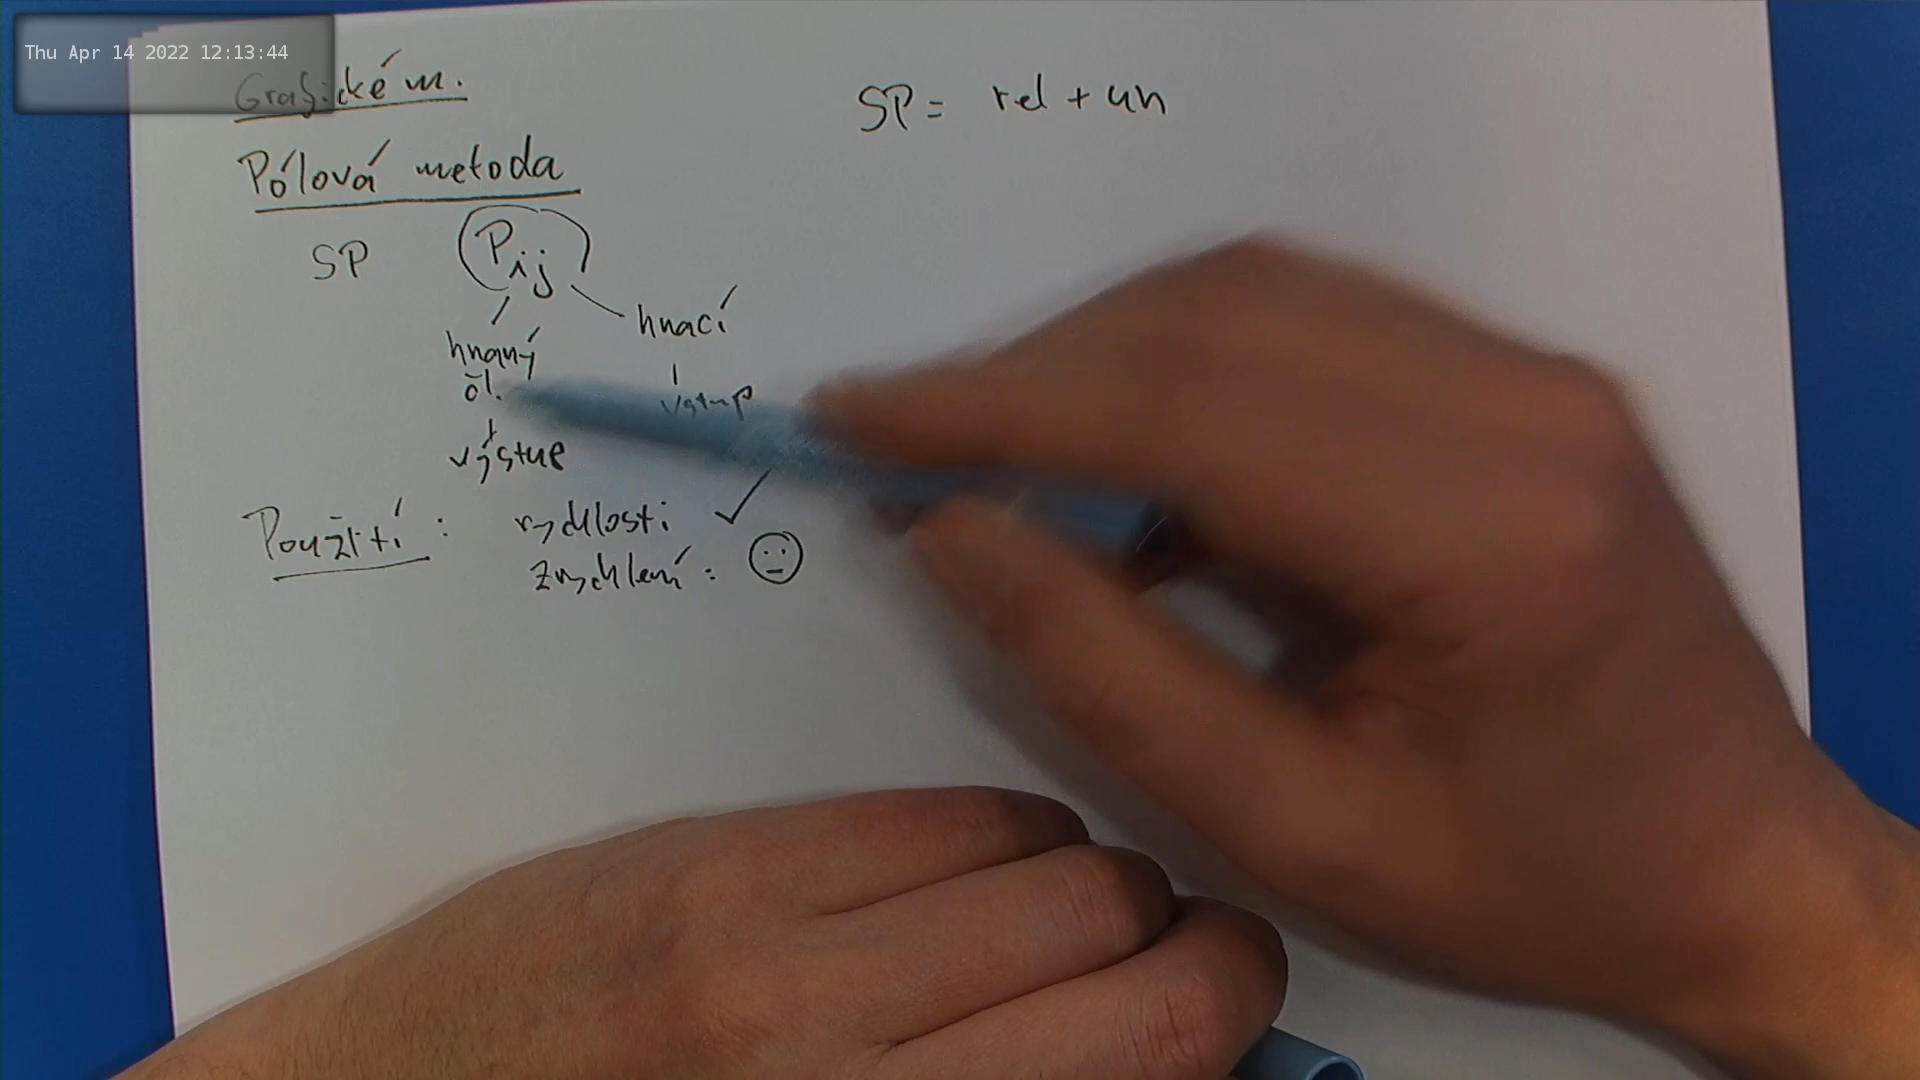 Thu Apr 14 2022 12:13:44
Grafické m.
SP = rel + un
Pólová metoda
SP Pij
hnaný hnací
čl. vstup
výstup
Použití: rychlosti ✓
zrychlení: